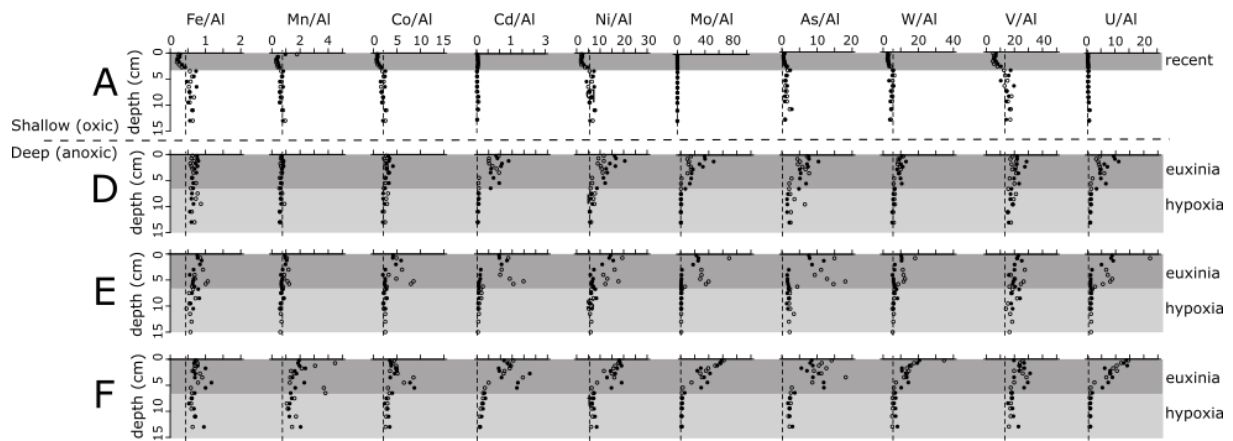 Fe/Al Mn/Al Co/Al Cd/Al Ni/Al Mo/Al As/Al W/Al V/Al U/Al
0 1 2 0 2 4 0 5 10 15 0 1 3 0 10 20 30 0 40 80 0 10 20 0 20 40 0 20 40 0 10 20
A
depth (cm)
0 5 10 15
recent
Shallow (oxic)
Deep (anoxic)
D
depth (cm)
0 5 10 15
euxinia
hypoxia
E
depth (cm)
0 5 10 15
euxinia
hypoxia
F
depth (cm)
0 5 10 15
euxinia
hypoxia